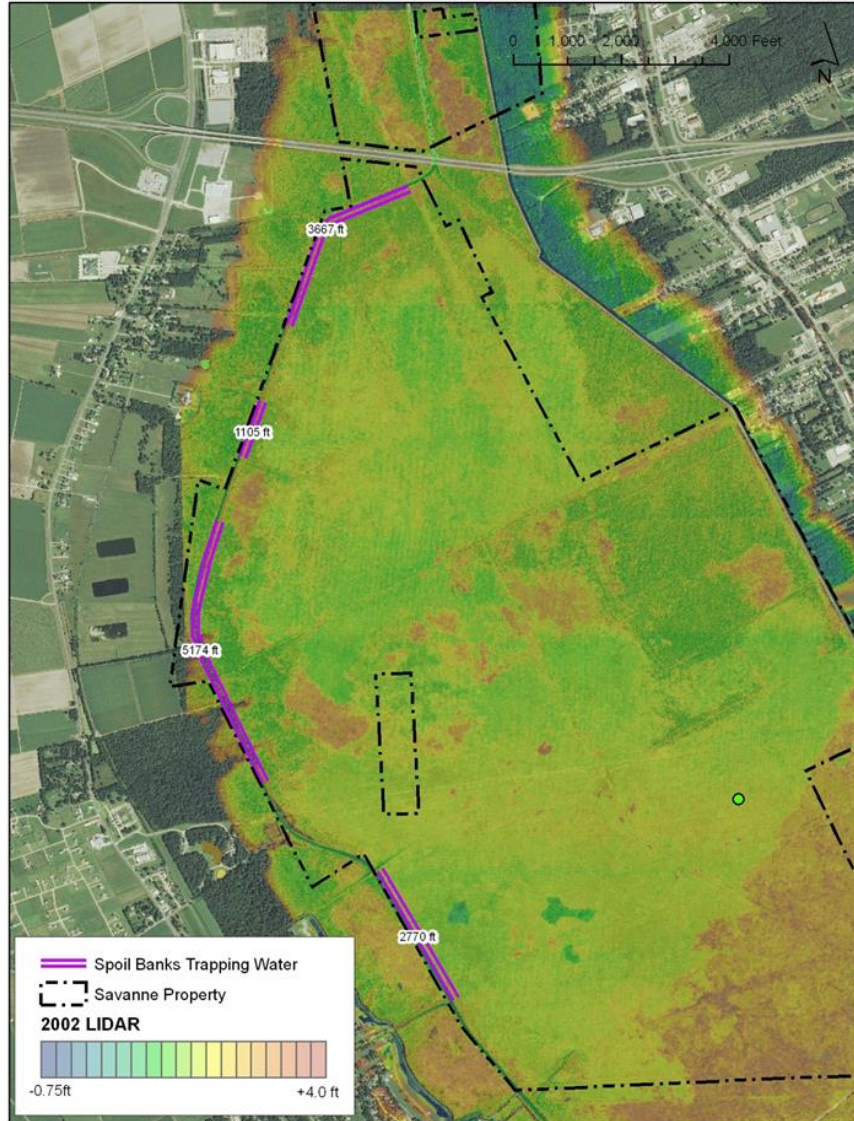 0 1,000 2,000 4,000 Feet
N
3667 ft
1105 ft
5174 ft
2770 ft
Spoil Banks Trapping Water
Savanne Property
2002 LIDAR
-0.75ft +4.0 ft